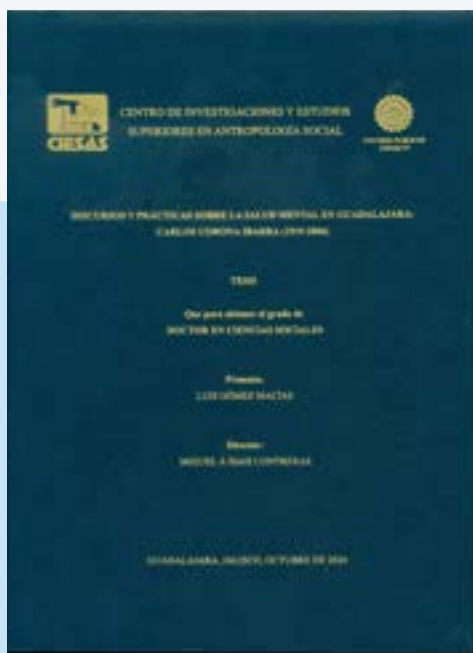 CIESAS
CENTRO DE INVESTIGACIONES Y ESTUDIOS
SUPERIORES EN ANTROPOLOGÍA SOCIAL
DISCURSOS Y PRÁCTICAS SOBRE LA SALUD MENTAL EN GUADALAJARA:
CARLOS CORONA IBARRA
TESIS
Que para obtener el grado de
DOCTOR EN CIENCIAS SOCIALES
Presenta:
LUIS GÓMEZ MACÍAS
Director:
MIGUEL CONTRERAS
GUADALAJARA, JALISCO, OCTUBRE DE